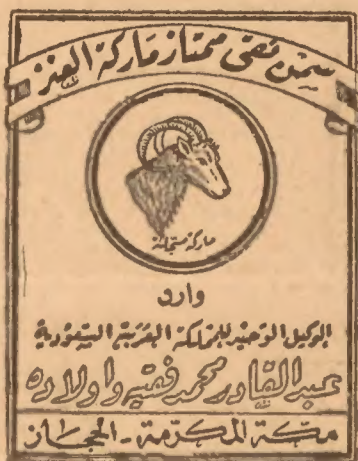 سمن نقي ممتاز ماركة العنز
ماركة مسجلة
وارد
الوكيل الوحيد للمملكة العربية السعودية
عبد القادر محمد فقيه واولاده
مكة المكرمة - الحجاز